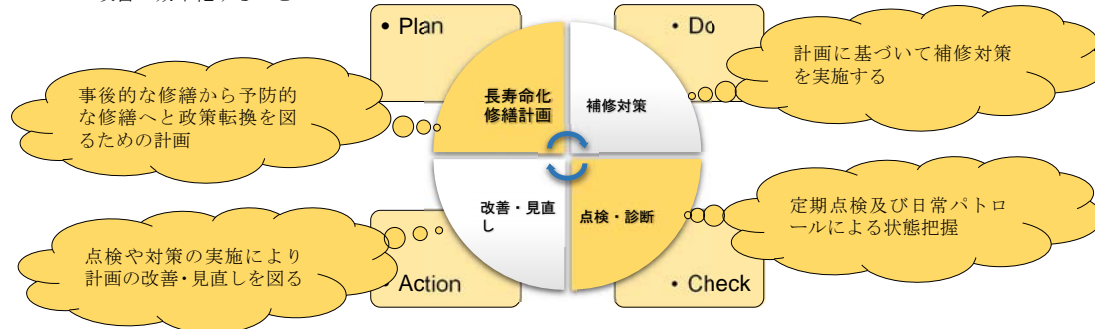 • Plan
• Do
計画に基づいて補修対策
を実施する
事後的な修繕から予防的
な修繕へと政策転換を図
るための計画
長寿命化
修繕計画
補修対策
改善・見直
し
点検・診断
定期点検及び日常パトロ
ールによる状態把握
点検や対策の実施により
計画の改善・見直しを図る
• Action
• Check